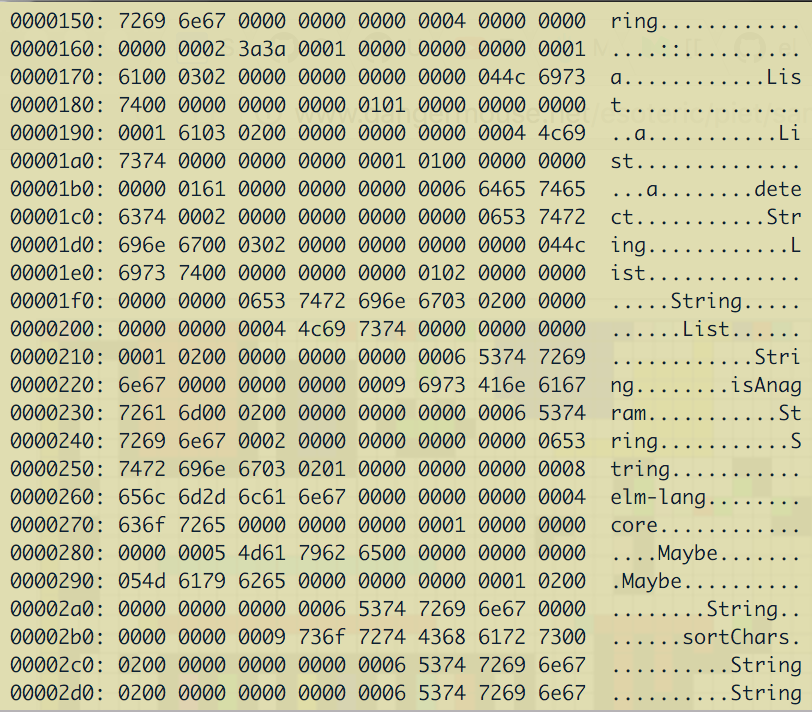 0000150: 7269 6e67 0000 0000 0000 0004 0000 0000 ring............
0000160: 0000 0002 3a3a 0001 0000 0000 0000 0001 ....::..........
0000170: 6100 0302 0000 0000 0000 0000 044c 6973 a............Lis
0000180: 7400 0000 0000 0000 0101 0000 0000 0000 t...............
0000190: 0001 6103 0200 0000 0000 0000 0004 4c69 ..a...........Li
00001a0: 7374 0000 0000 0000 0001 0100 0000 0000 st..............
00001b0: 0000 0161 0000 0000 0000 0006 6465 7465 ...a........dete
00001c0: 6374 0002 0000 0000 0000 0000 0653 7472 ct...........Str
00001d0: 696e 6700 0302 0000 0000 0000 0000 044c ing............L
00001e0: 6973 7400 0000 0000 0000 0102 0000 0000 ist.............
00001f0: 0000 0000 0653 7472 696e 6703 0200 0000 .....String.....
0000200: 0000 0000 0004 4c69 7374 0000 0000 0000 ......List......
0000210: 0001 0200 0000 0000 0000 0006 5374 7269 ............Stri
0000220: 6e67 0000 0000 0000 0009 6973 416e 6167 ng........isAnag
0000230: 7261 6d00 0200 0000 0000 0000 0006 5374 ram...........St
0000240: 7269 6e67 0002 0000 0000 0000 0000 0653 ring...........S
0000250: 7472 696e 6703 0201 0000 0000 0000 0008 tring...........
0000260: 656c 6d2d 6c61 6e67 0000 0000 0000 0004 elm-lang........
0000270: 636f 7265 0000 0000 0000 0001 0000 0000 core............
0000280: 0000 0005 4d61 7962 6500 0000 0000 0000 ....Maybe.......
0000290: 054d 6179 6265 0000 0000 0000 0001 0200 .Maybe..........
00002a0: 0000 0000 0000 0006 5374 7269 6e67 0000 ........String..
00002b0: 0000 0000 0009 736f 7274 4368 6172 7300 ......sortChars.
00002c0: 0200 0000 0000 0000 0006 5374 7269 6e67 ..........String
00002d0: 0200 0000 0000 0000 0006 5374 7269 6e67 ..........String